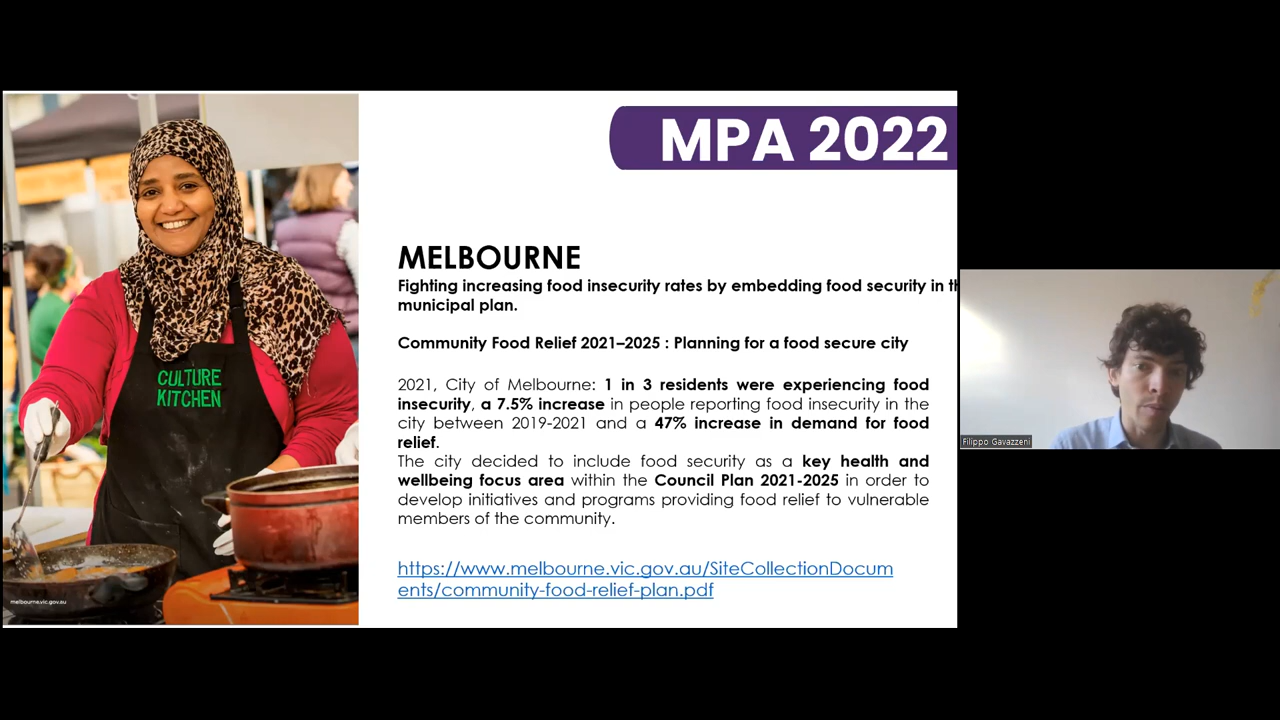 MPA 2022
MELBOURNE
Fighting increasing food insecurity rates by embedding food security in th
municipal plan.
Community Food Relief 2021–2025 : Planning for a food secure city
2021, City of Melbourne: 1 in 3 residents were experiencing food
insecurity, a 7.5% increase in people reporting food insecurity in the
city between 2019-2021 and a 47% increase in demand for food
relief.
The city decided to include food security as a key health and
wellbeing focus area within the Council Plan 2021-2025 in order to
develop initiatives and programs providing food relief to vulnerable
members of the community.
https://www.melbourne.vic.gov.au/SiteCollectionDocum
ents/community-food-relief-plan.pdf
CULTURE
KITCHEN
melbourne.vic.gov.au
Filippo Gavazzeni